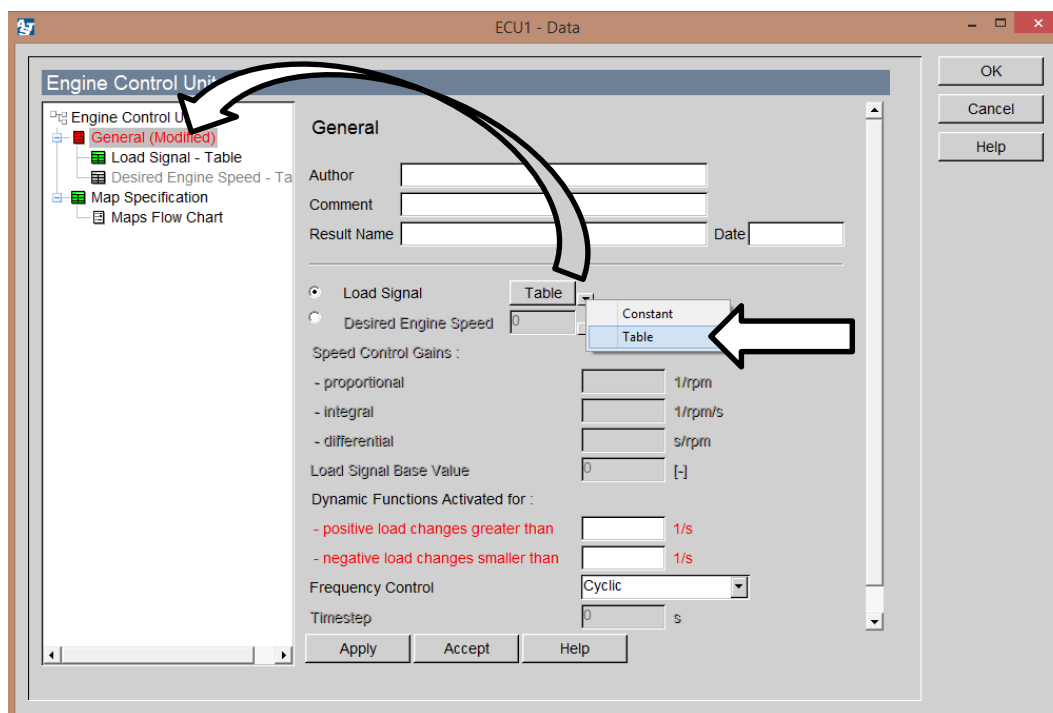 ECU1 - Data
Engine Control Unit
Engine Control U
General (Modified)
Load Signal - Table
Desired Engine Speed - Ta
Map Specification
Maps Flow Chart
General
Author
Comment
Result Name
Date
Load Signal
Table
Constant
Table
Desired Engine Speed
0
Speed Control Gains :
- proportional
1/rpm
- integral
1/rpm/s
- differential
s/rpm
Load Signal Base Value
0
[-]
Dynamic Functions Activated for :
- positive load changes greater than
1/s
- negative load changes smaller than
1/s
Frequency Control
Cyclic
Timestep
0
s
Apply
Accept
Help
OK
Cancel
Help